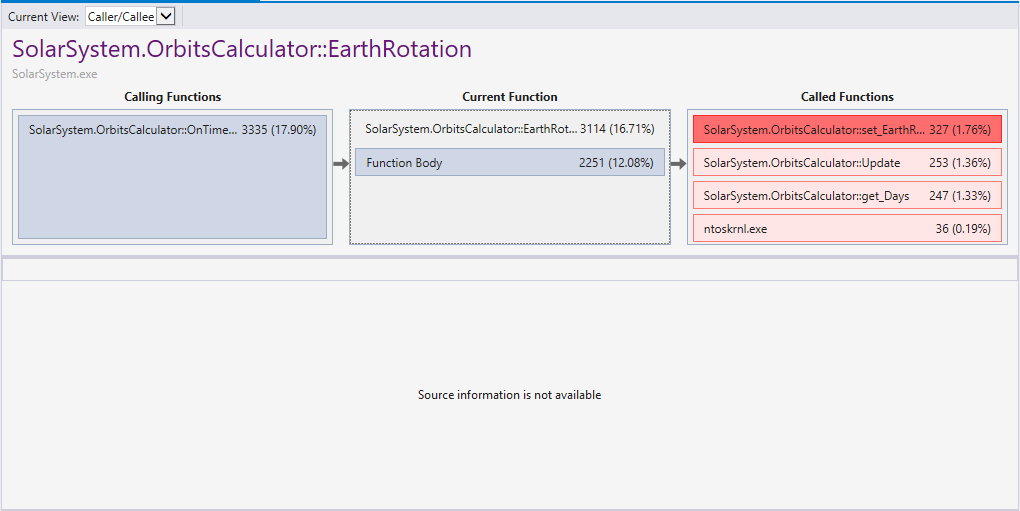 Current View: Caller/Callee
SolarSystem.OrbitsCalculator::EarthRotation
SolarSystem.exe
Calling Functions
Current Function
Called Functions
SolarSystem.OrbitsCalculator::OnTime... 3335 (17.90%)
SolarSystem.OrbitsCalculator::EarthRot... 3114 (16.71%)
Function Body 2251 (12.08%)
SolarSystem.OrbitsCalculator::set_EarthR... 327 (1.76%)
SolarSystem.OrbitsCalculator::Update 253 (1.36%)
SolarSystem.OrbitsCalculator::get_Days 247 (1.33%)
ntoskrnl.exe 36 (0.19%)
Source information is not available